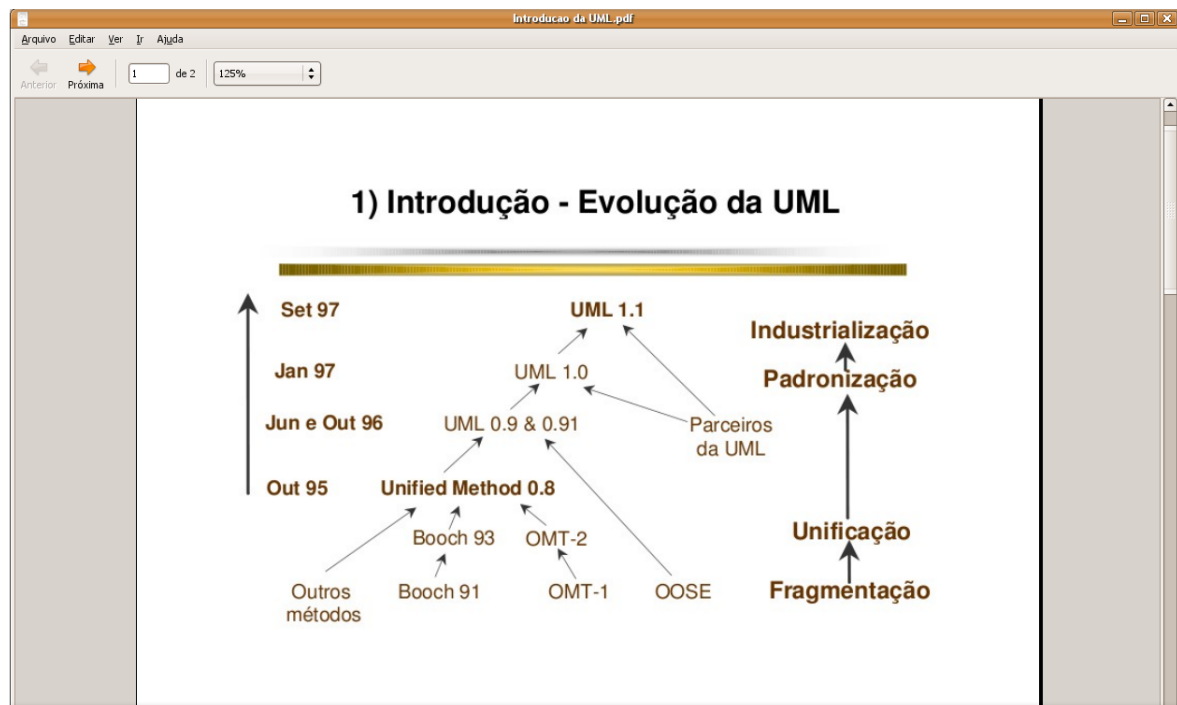 Introducao da UML.pdf
Arquivo Editar Ver Ir Ajuda
Anterior Próxima 1 de 2 125%
1) Introdução - Evolução da UML
Set 97 UML 1.1
Industrialização
Jan 97 UML 1.0 Padronização
Jun e Out 96 UML 0.9 & 0.91 Parceiros
da UML
Out 95 Unified Method 0.8
Booch 93 OMT-2 Unificação
Outros Booch 91 OMT-1 OOSE Fragmentação
métodos